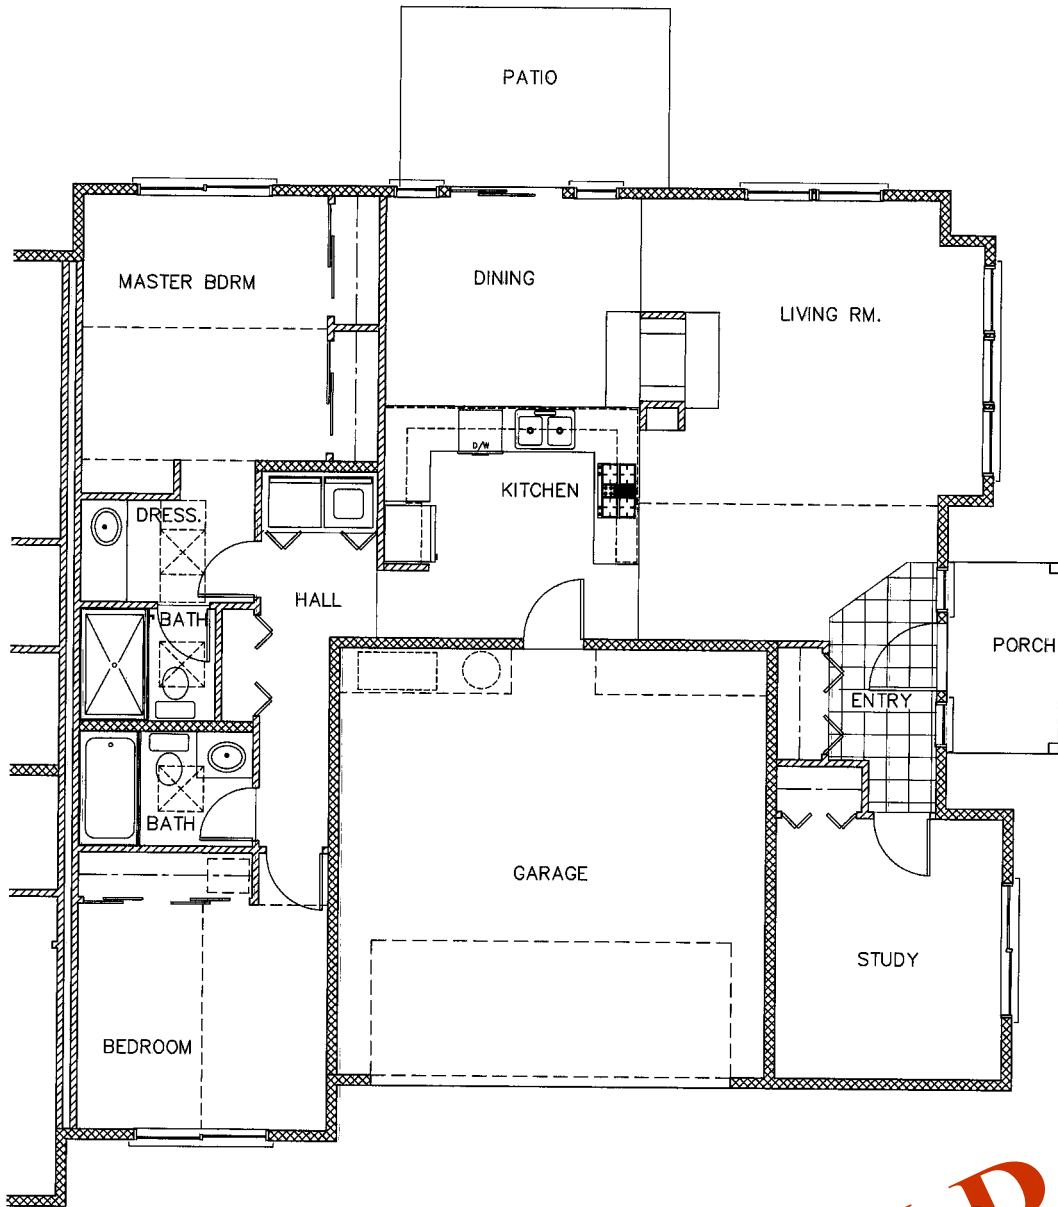 PATIO
MASTER BDRM
DINING
LIVING RM.
D/W
KITCHEN
DRESS.
HALL
BATH
PORCH
ENTRY
BATH
GARAGE
STUDY
BEDROOM